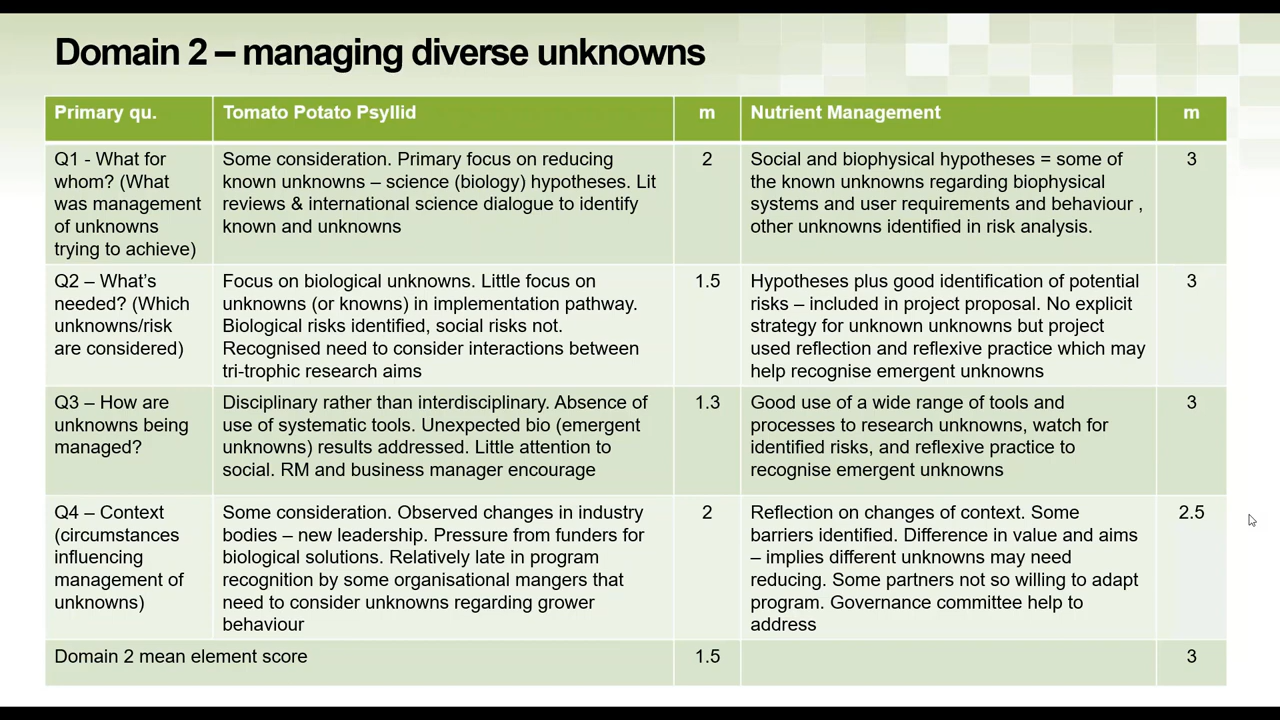 Domain 2 – managing diverse unknowns
Primary qu.
Tomato Potato Psyllid
m
Nutrient Management
m
Q1 - What for
whom? (What
was management
of unknowns
trying to achieve)
Some consideration. Primary focus on reducing
known unknowns – science (biology) hypotheses. Lit
reviews & international science dialogue to identify
known and unknowns
2
Social and biophysical hypotheses = some of
the known unknowns regarding biophysical
systems and user requirements and behaviour ,
other unknowns identified in risk analysis.
3
Q2 – What's
needed? (Which
unknowns/risk
are considered)
Focus on biological unknowns. Little focus on
unknowns (or knowns) in implementation pathway.
Biological risks identified, social risks not.
Recognised need to consider interactions between
tri-trophic research aims
1.5
Hypotheses plus good identification of potential
risks – included in project proposal. No explicit
strategy for unknown unknowns but project
used reflection and reflexive practice which may
help recognise emergent unknowns
3
Q3 – How are
unknowns being
managed?
Disciplinary rather than interdisciplinary. Absence of
use of systematic tools. Unexpected bio (emergent
unknowns) results addressed. Little attention to
social. RM and business manager encourage
1.3
Good use of a wide range of tools and
processes to research unknowns, watch for
identified risks, and reflexive practice to
recognise emergent unknowns
3
Q4 – Context
(circumstances
influencing
management of
unknowns)
Some consideration. Observed changes in industry
bodies – new leadership. Pressure from funders for
biological solutions. Relatively late in program
recognition by some organisational mangers that
need to consider unknowns regarding grower
behaviour
2
Reflection on changes of context. Some
barriers identified. Difference in value and aims
– implies different unknowns may need
reducing. Some partners not so willing to adapt
program. Governance committee help to
address
2.5
Domain 2 mean element score
1.5
3